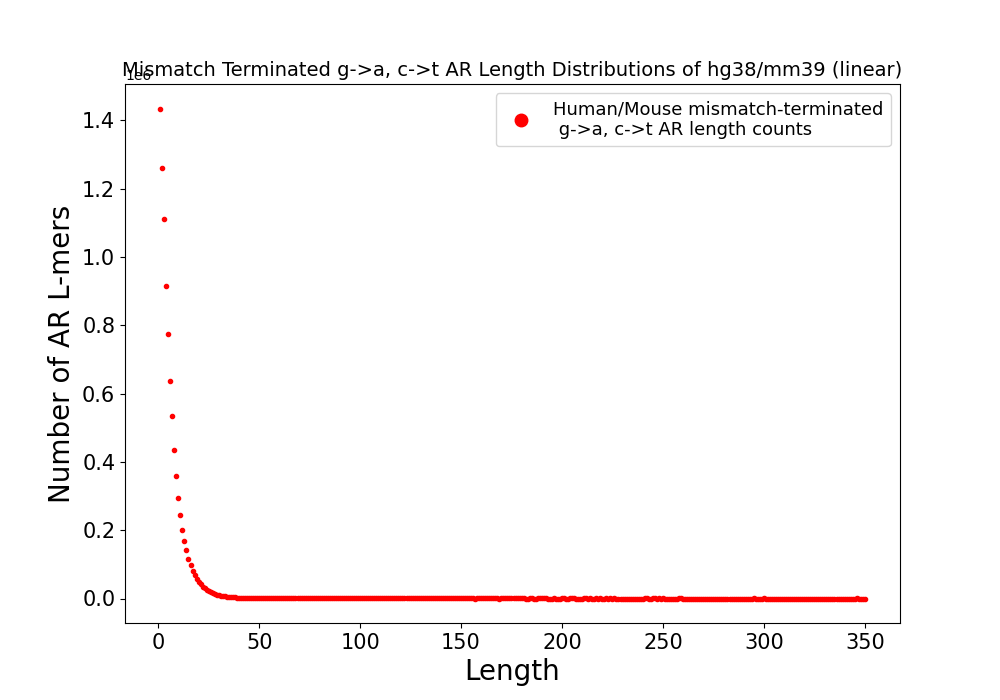 Mismatch Terminated g->a, c->t AR Length Distributions of hg38/mm39 (linear)
1e6
Human/Mouse mismatch-terminated
g->a, c->t AR length counts
Number of AR L-mers
1.4
1.2
1.0
0.8
0.6
0.4
0.2
0.0
0 50 100 150 200 250 300 350
Length